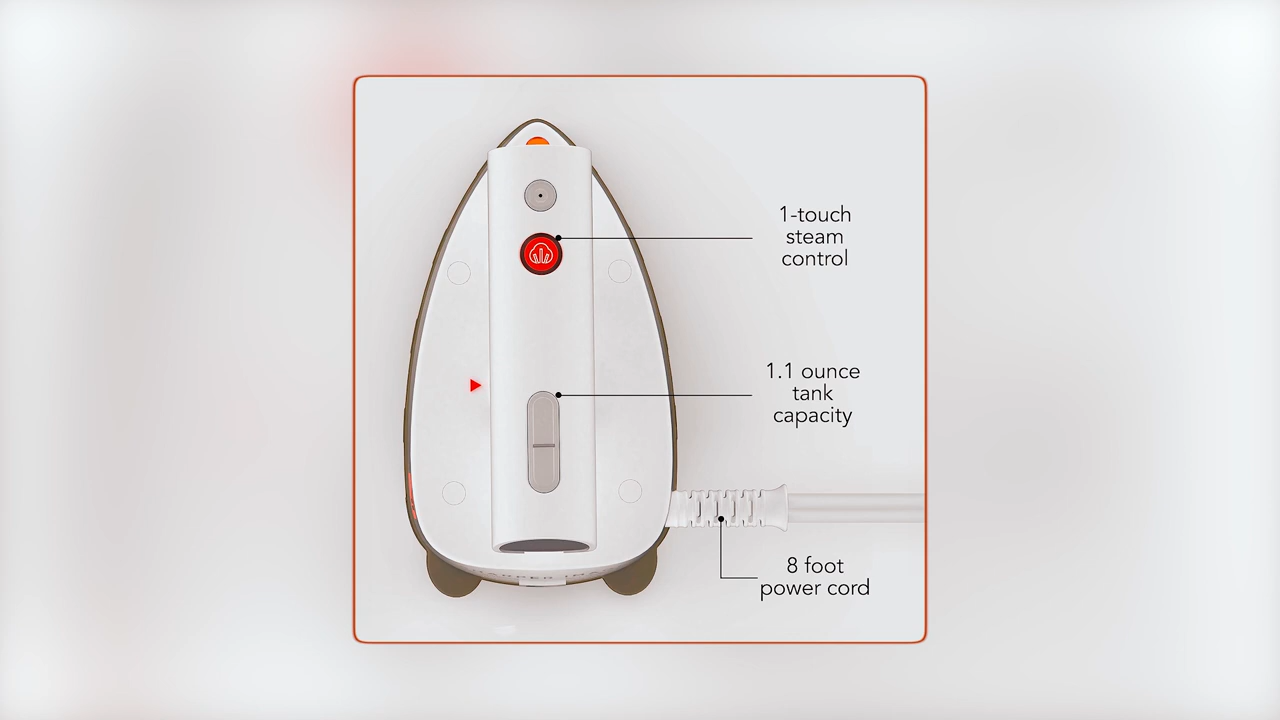 1-touch
steam
control
1.1 ounce
tank
capacity
8 foot
power cord